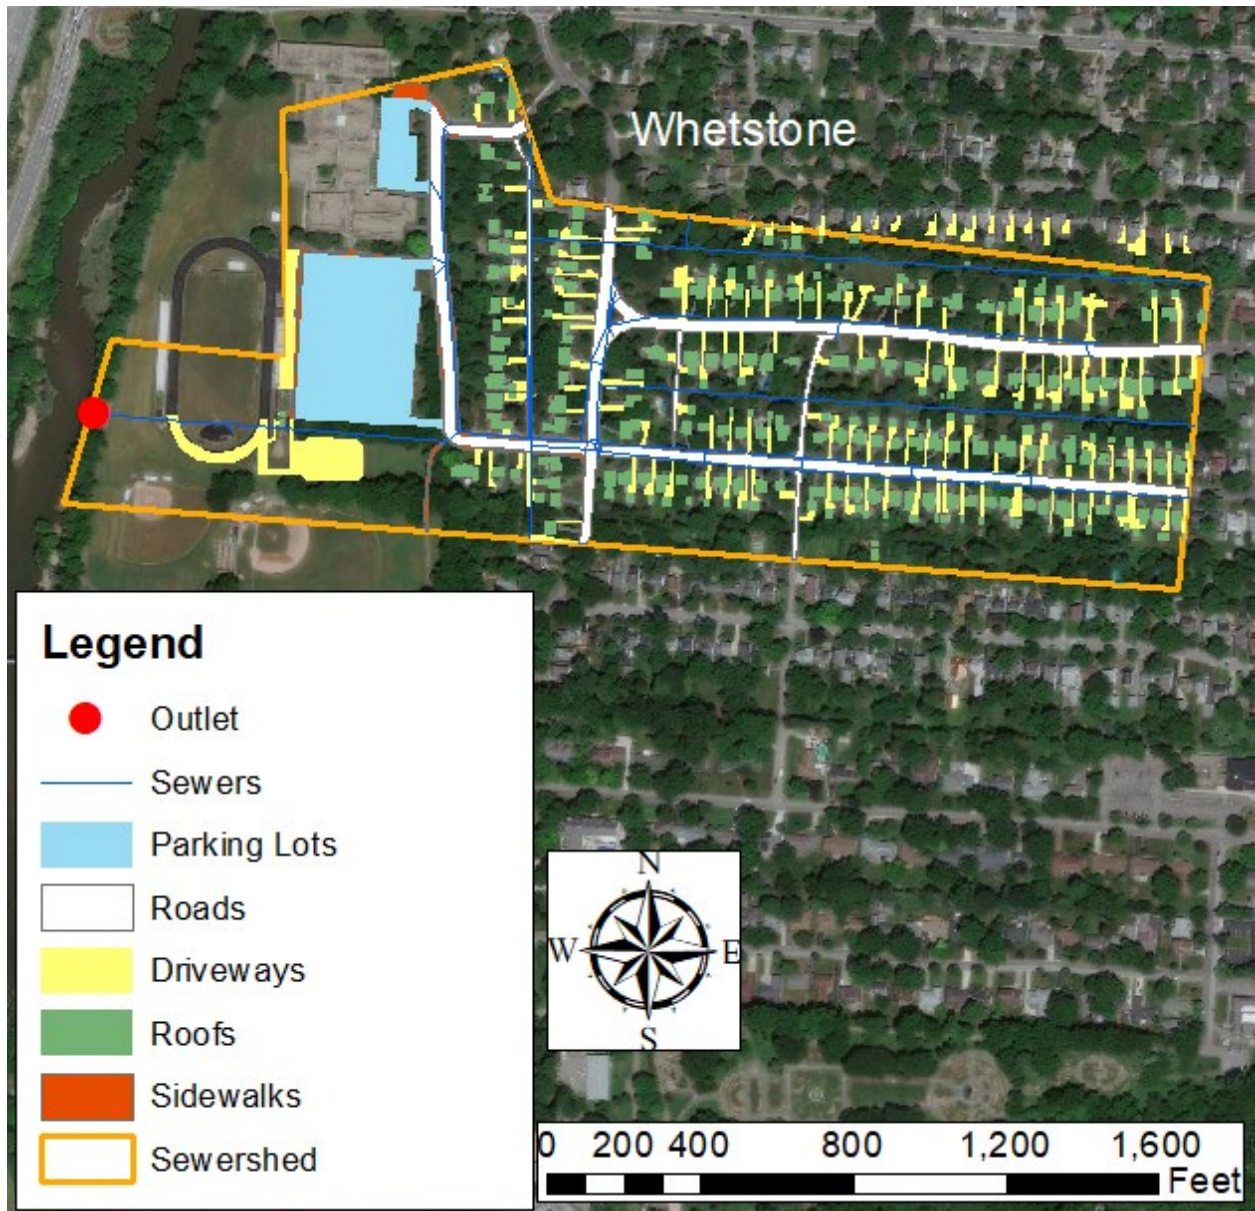 Whetstone
Legend
Outlet
Sewers
Parking Lots
Roads
Driveways
Roofs
Sidewalks
Sewershed
N
W E
S
0 200 400 800 1,200 1,600
Feet